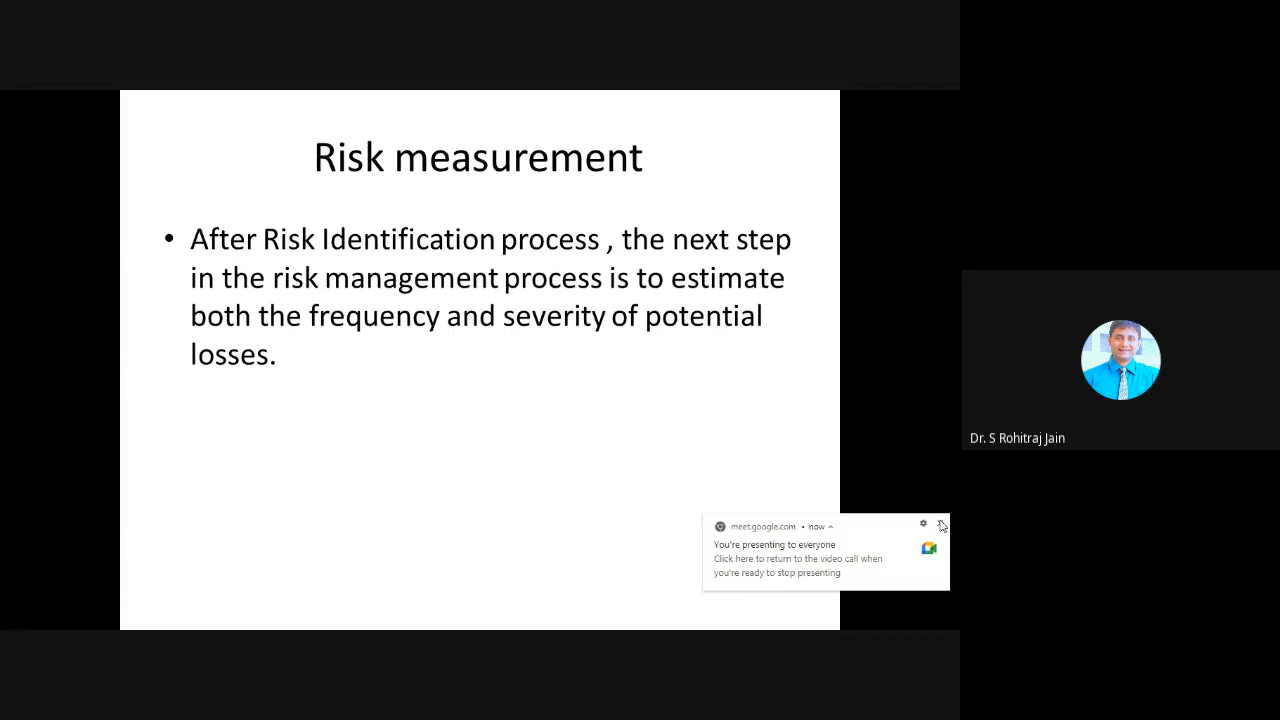 Risk measurement
• After Risk Identification process , the next step
in the risk management process is to estimate
both the frequency and severity of potential
losses.
meet.google.com • now
You're presenting to everyone
Click here to return to the video call when
you're ready to stop presenting
Dr. S Rohitraj Jain